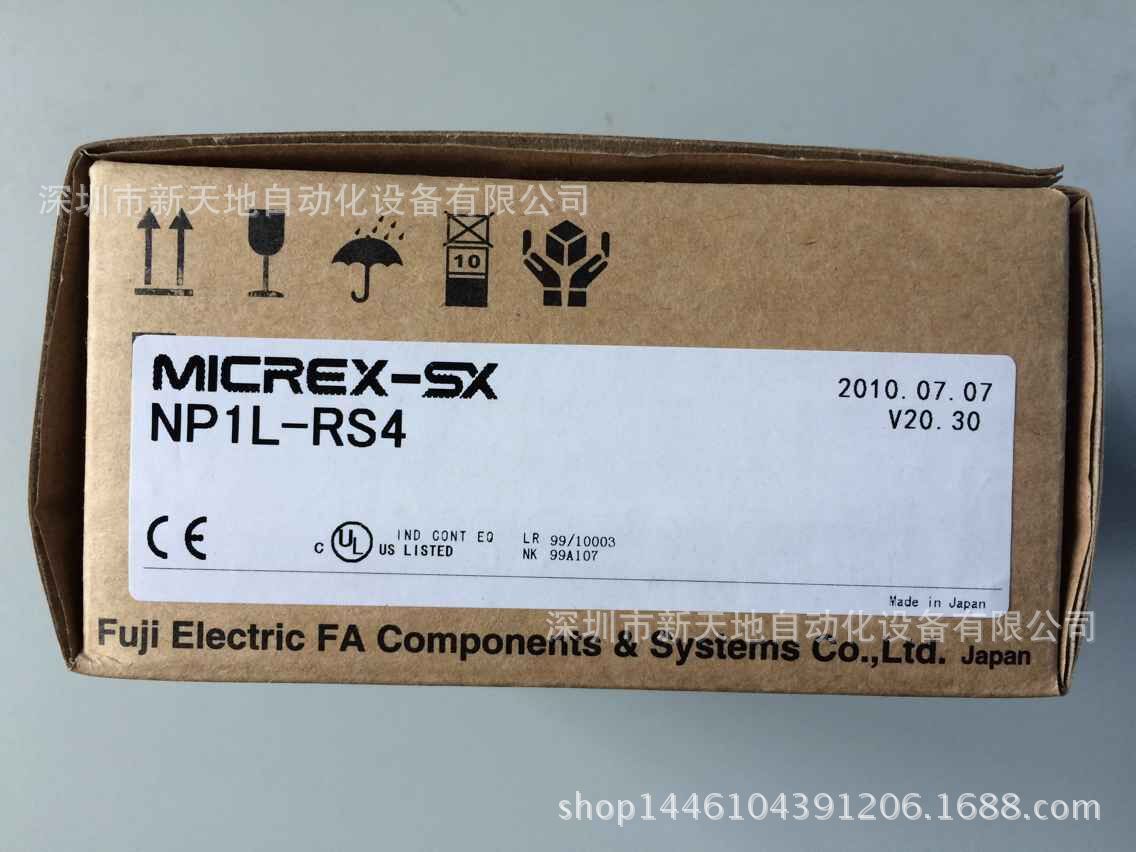 深圳市新天地自动化设备有限公司
10
MICREX-SX
NP1L-RS4
2010.07.07
V20.30
CE
C UL US LISTED
IND CONT EQ
LR 99/10003
NK 99A107
Made in Japan
深圳市新天地自动化设备有限公司
Fuji Electric FA Components & Systems Co.,Ltd. Japan
shop1446104391206.1688.com